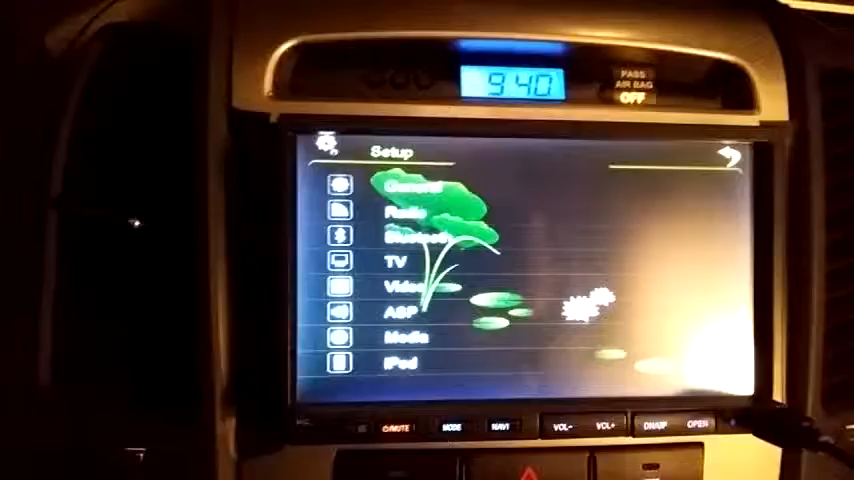 9:40
PASS
AIR BAG
OFF
Setup
General
Radio
Bluetooth
TV
Video
ASP
Media
iPod
O/MUTE
MODE
NAVI
VOL-
VOL+
OPEN